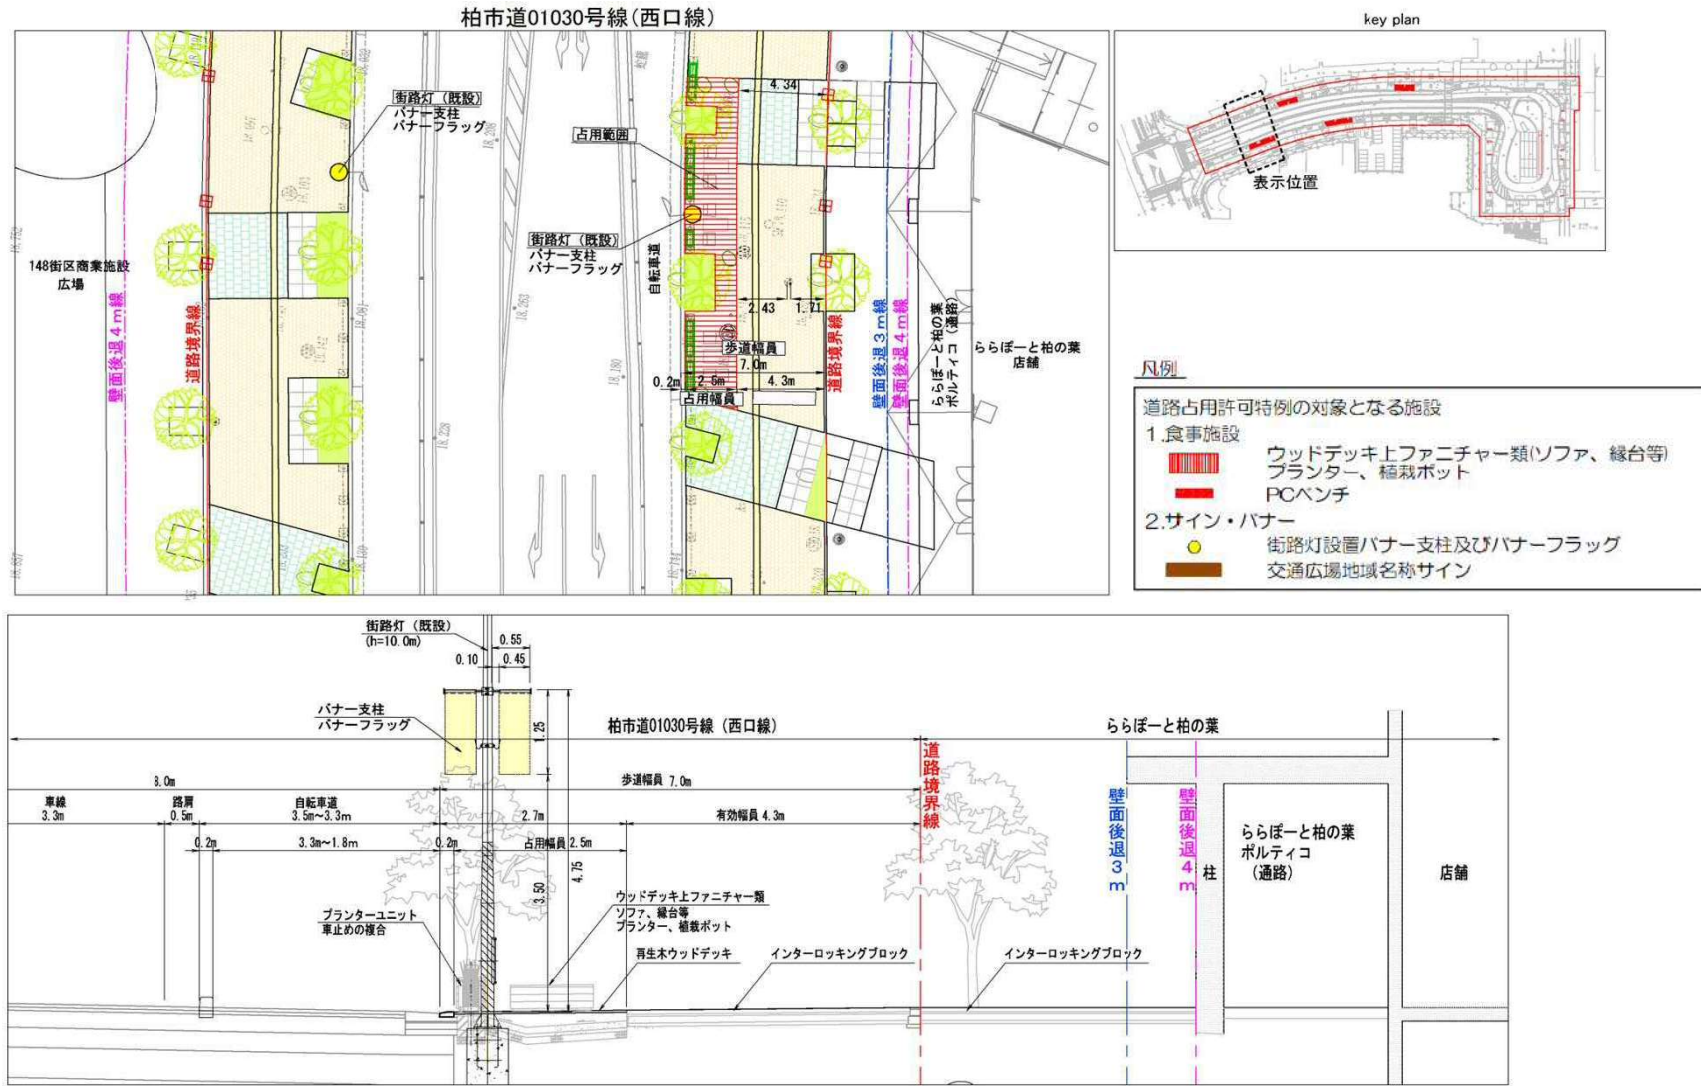 柏市道01030号線(西口線)
key plan
街路灯（既設）
バナー支柱
バナーフラッグ
占用範囲
4.34
街路灯（既設）
バナー支柱
バナーフラッグ
自転車道
148街区商業施設
広場
壁面後退４ｍ線
道路境界線
18.752
18.657
18.208
18.263
18.180
18.228
2.43
1.71
歩道幅員
7.0m
0.2m
2.5m
4.3m
占用幅員
道路境界線
壁面後退３ｍ線
壁面後退４ｍ線
ららぽーと柏の葉
ポルティコ（通路）
ららぽーと柏の葉
店舗
表示位置
凡例
道路占用許可特例の対象となる施設
1.食事施設
ウッドデッキ上ファニチャー類(ソファ、縁台等)
プランター、植栽ポット
PCベンチ
2.サイン・バナー
街路灯設置バナー支柱及びバナーフラッグ
交通広場地域名称サイン
街路灯（既設）
(h=10.0m)
0.55
0.10
0.45
バナー支柱
バナーフラッグ
1.25
柏市道01030号線（西口線）
ららぽーと柏の葉
道路境界線
8.0m
歩道幅員 7.0m
車線
3.3m
路肩
0.5m
自転車道
3.5m～3.3m
2.7m
有効幅員 4.3m
0.2m
3.3m～1.8m
0.2m
占用幅員 2.5m
3.50
4.75
壁面後退３ｍ
壁面後退４ｍ
柱
ららぽーと柏の葉
ポルティコ
（通路）
店舗
プランターユニット
車止めの複合
ウッドデッキ上ファニチャー類
ソファ、縁台等
プランター、植栽ポット
再生木ウッドデッキ
インターロッキングブロック
インターロッキングブロック